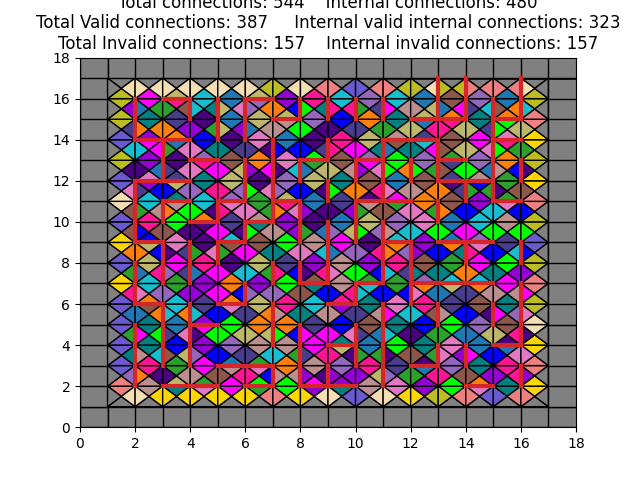 Total connections: 544    Internal connections: 480
Total Valid connections: 387    Internal valid internal connections: 323
Total Invalid connections: 157    Internal invalid connections: 157
18
16
14
12
10
8
6
4
2
0
0 2 4 6 8 10 12 14 16 18